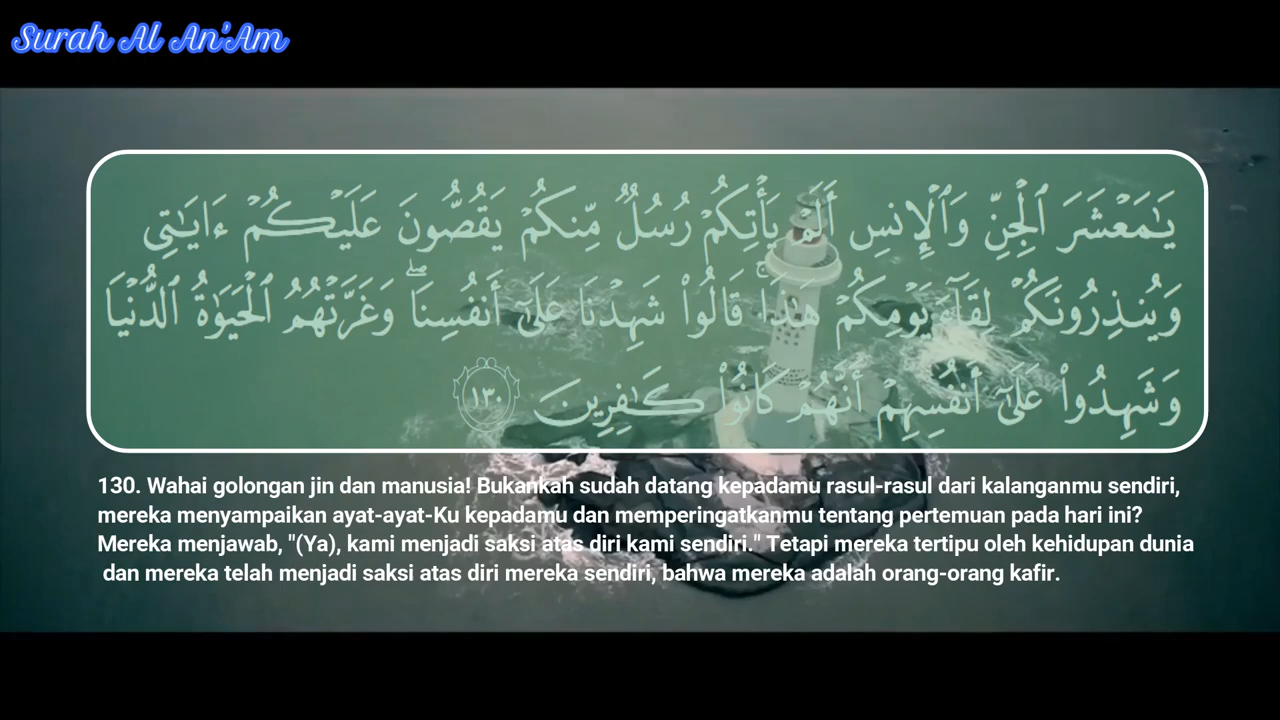 Surah Al An'Am
يَـٰمَعۡشَرَ ٱلۡجِنِّ وَٱلۡإِنسِ أَلَمۡ يَأۡتِكُمۡ رُسُلٌ مِّنكُمۡ يَقُصُّونَ عَلَيۡكُمۡ ءَايَـٰتِي
وَيُنذِرُونَكُمۡ لِقَآءَ يَوۡمِكُمۡ هَـٰذَاۚ قَالُواْ شَهِدۡنَا عَلَىٰٓ أَنفُسِنَاۖ وَغَرَّتۡهُمُ ٱلۡحَيَوٰةُ ٱلدُّنۡيَا
وَشَهِدُواْ عَلَىٰٓ أَنفُسِهِمۡ أَنَّهُمۡ كَانُواْ كَـٰفِرِينَ ١٣٠
130. Wahai golongan jin dan manusia! Bukankah sudah datang kepadamu rasul-rasul dari kalanganmu sendiri,
mereka menyampaikan ayat-ayat-Ku kepadamu dan memperingatkanmu tentang pertemuan pada hari ini?
Mereka menjawab, "(Ya), kami menjadi saksi atas diri kami sendiri." Tetapi mereka tertipu oleh kehidupan dunia
dan mereka telah menjadi saksi atas diri mereka sendiri, bahwa mereka adalah orang-orang kafir.